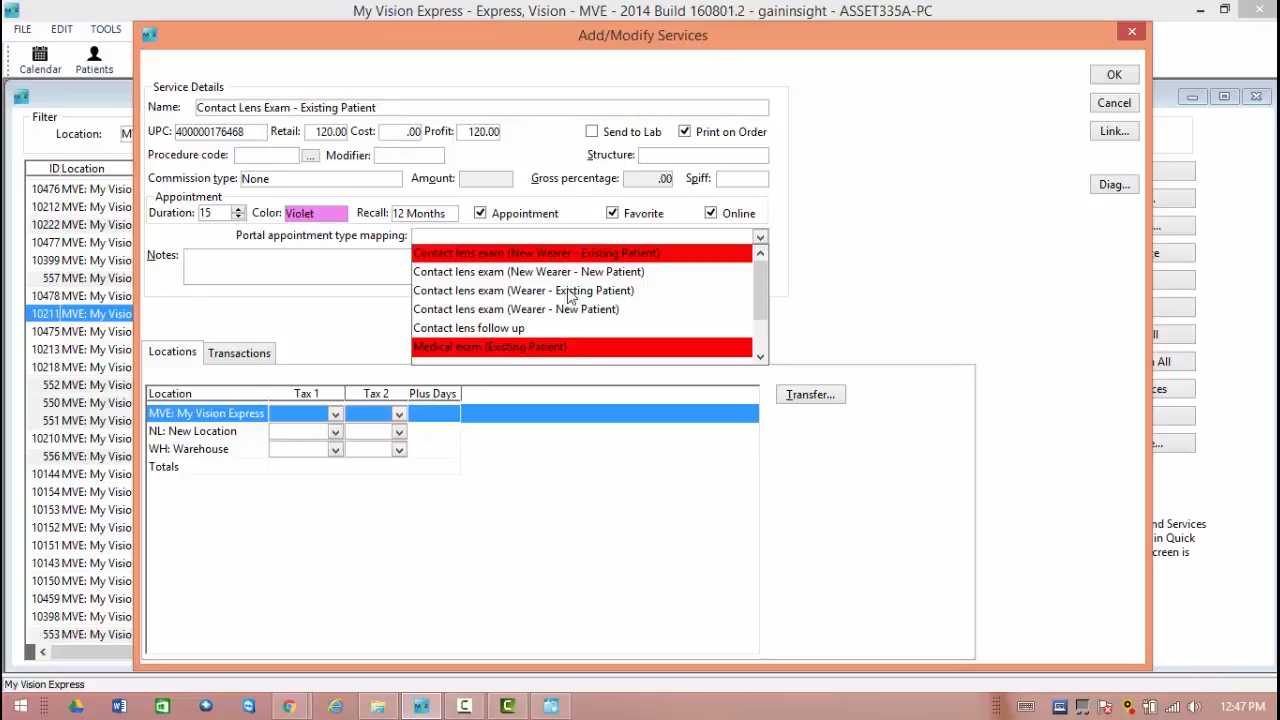 My Vision Express - Express, Vision - MVE - 2014 Build 160801.2 - gaininsight - ASSET335A-PC
FILE EDIT TOOLS
Add/Modify Services
Calendar Patients
Service Details
OK
Name: Contact Lens Exam - Existing Patient
Cancel
UPC: 400000176468 Retail: 120.00 Cost: .00 Profit: 120.00 Send to Lab Print on Order
Link...
Procedure code: ... Modifier: Structure:
Commission type: None Amount: Gross percentage: .00 Spiff:
Diag...
Appointment
Duration: 15 Color: Violet Recall: 12 Months Appointment Favorite Online
Portal appointment type mapping:
Notes:
Contact lens exam (New Wearer - Existing Patient)
Contact lens exam (New Wearer - New Patient)
Contact lens exam (Wearer - Existing Patient)
Contact lens exam (Wearer - New Patient)
Contact lens follow up
Medical exam (Existing Patient)
Locations Transactions
Location Tax 1 Tax 2 Plus Days
Transfer...
MVE: My Vision Express
NL: New Location
WH: Warehouse
Totals
Filter
Location: M
ID Location
10476 MVE: My Visio
10212 MVE: My Visio
10222 MVE: My Visio
10477 MVE: My Visio
10399 MVE: My Visio
557 MVE: My Visio
10478 MVE: My Visio
10211 MVE: My Visio
10475 MVE: My Visio
10213 MVE: My Visio
10218 MVE: My Visio
552 MVE: My Visio
550 MVE: My Visio
551 MVE: My Visio
10210 MVE: My Visio
556 MVE: My Visio
10144 MVE: My Visio
10154 MVE: My Visio
10153 MVE: My Visio
10152 MVE: My Visio
10151 MVE: My Visio
10143 MVE: My Visio
10150 MVE: My Visio
10459 MVE: My Visio
10398 MVE: My Visio
553 MVE: My Visio
...
e
ll
n All
ces
e...
nd Services
in Quick
creen is
My Vision Express
12:47 PM